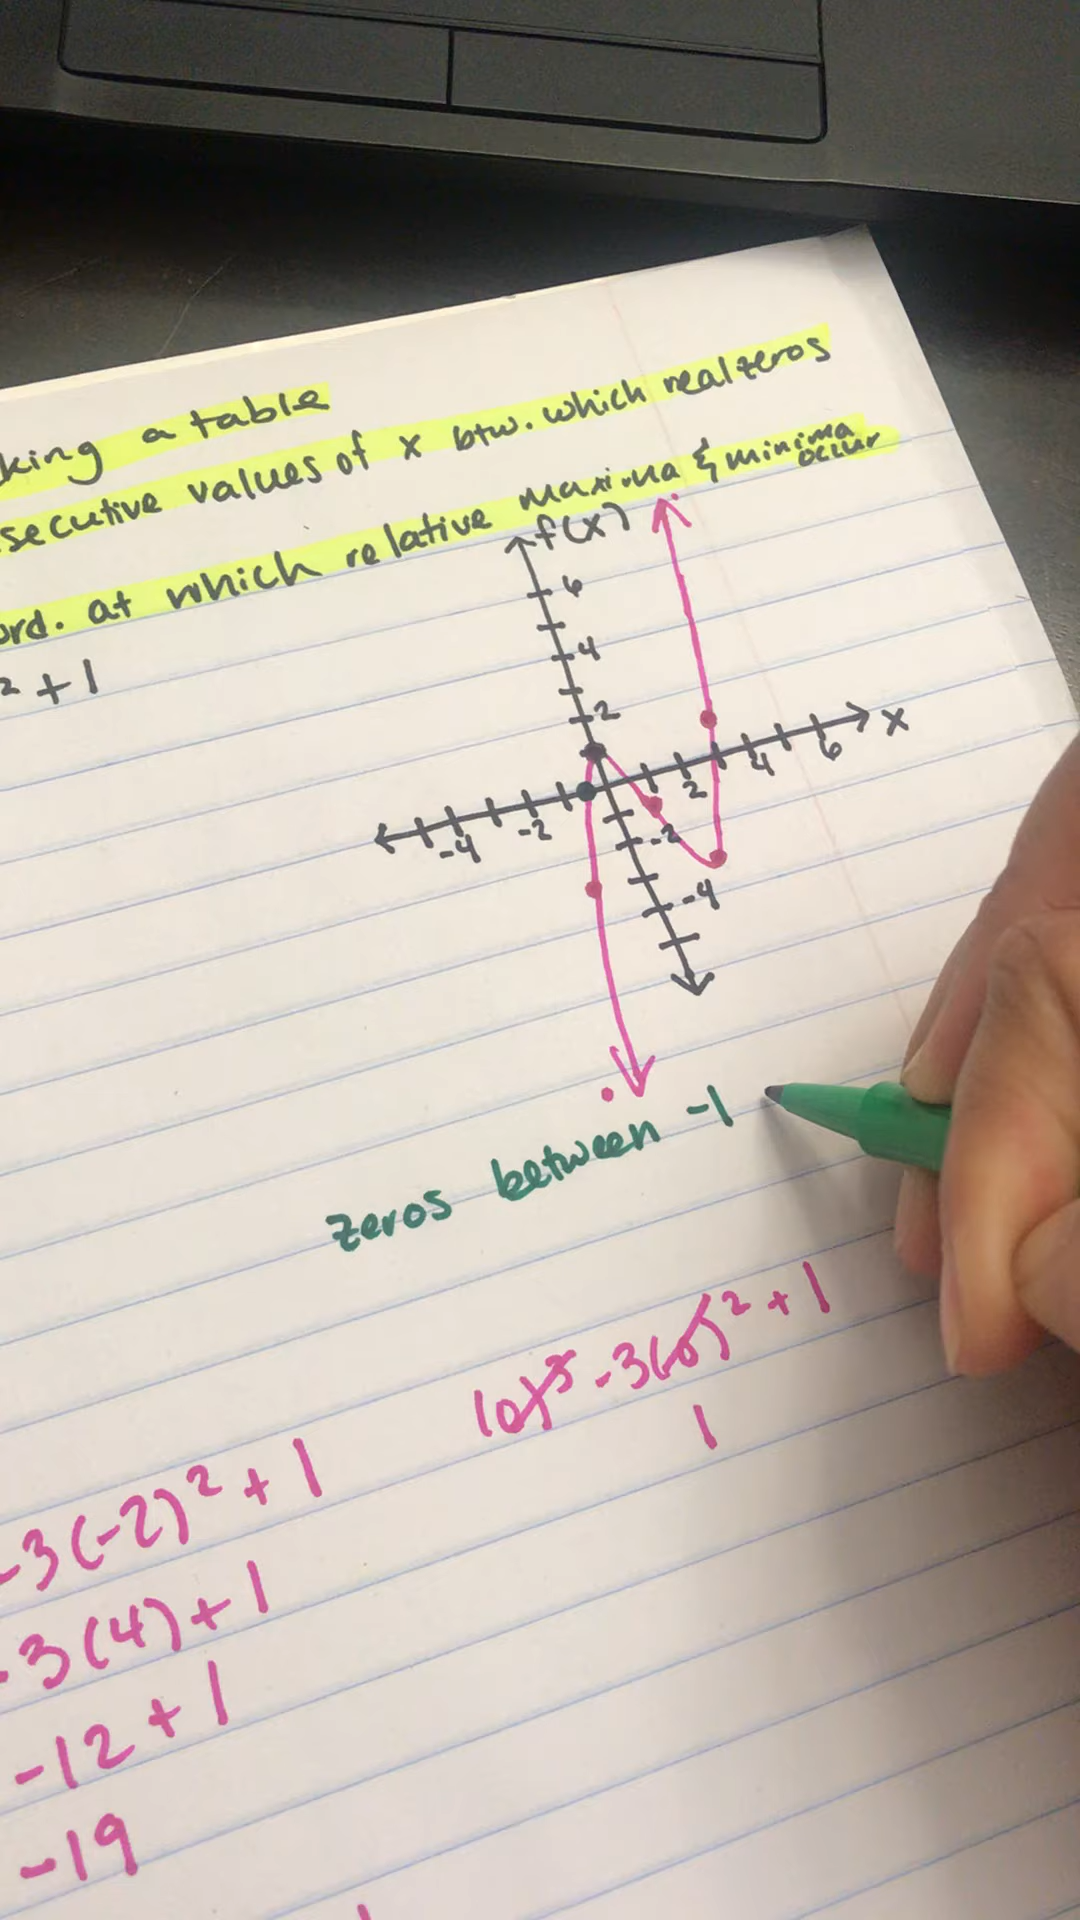 king a table
secutive values of x btw. which real zeros
ord. at which relative maxima & minima occur
² + 1
f(x)
6
4
2
x
-4 -2 2 4 6
-2
-4
zeros between -1
(0)³ - 3(0)² + 1
1
-3(-2)² + 1
-3(4) + 1
-12 + 1
-19